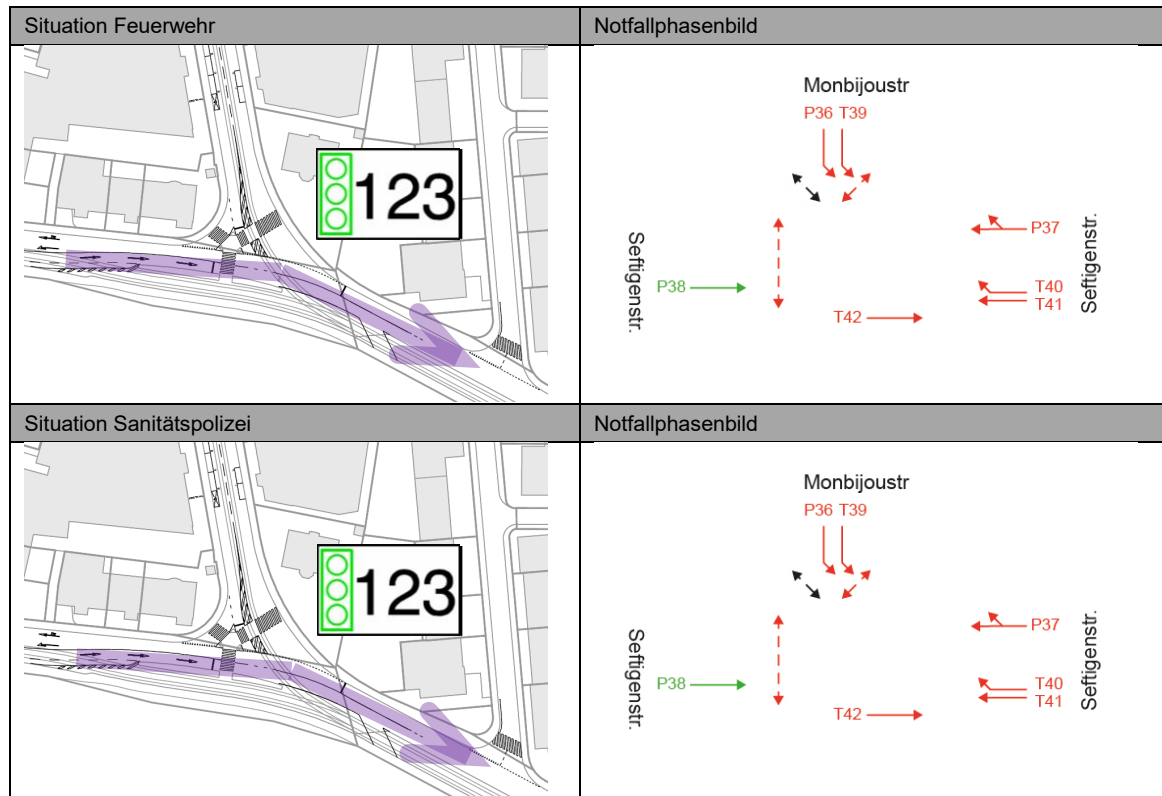 Situation Feuerwehr
Notfallphasenbild
123
Monbijoustr
P36 T39
P37
Seftigenstr.
P38
T40
T41
Seftigenstr.
T42
Situation Sanitätspolizei
Notfallphasenbild
123
Monbijoustr
P36 T39
P37
Seftigenstr.
P38
T40
T41
Seftigenstr.
T42